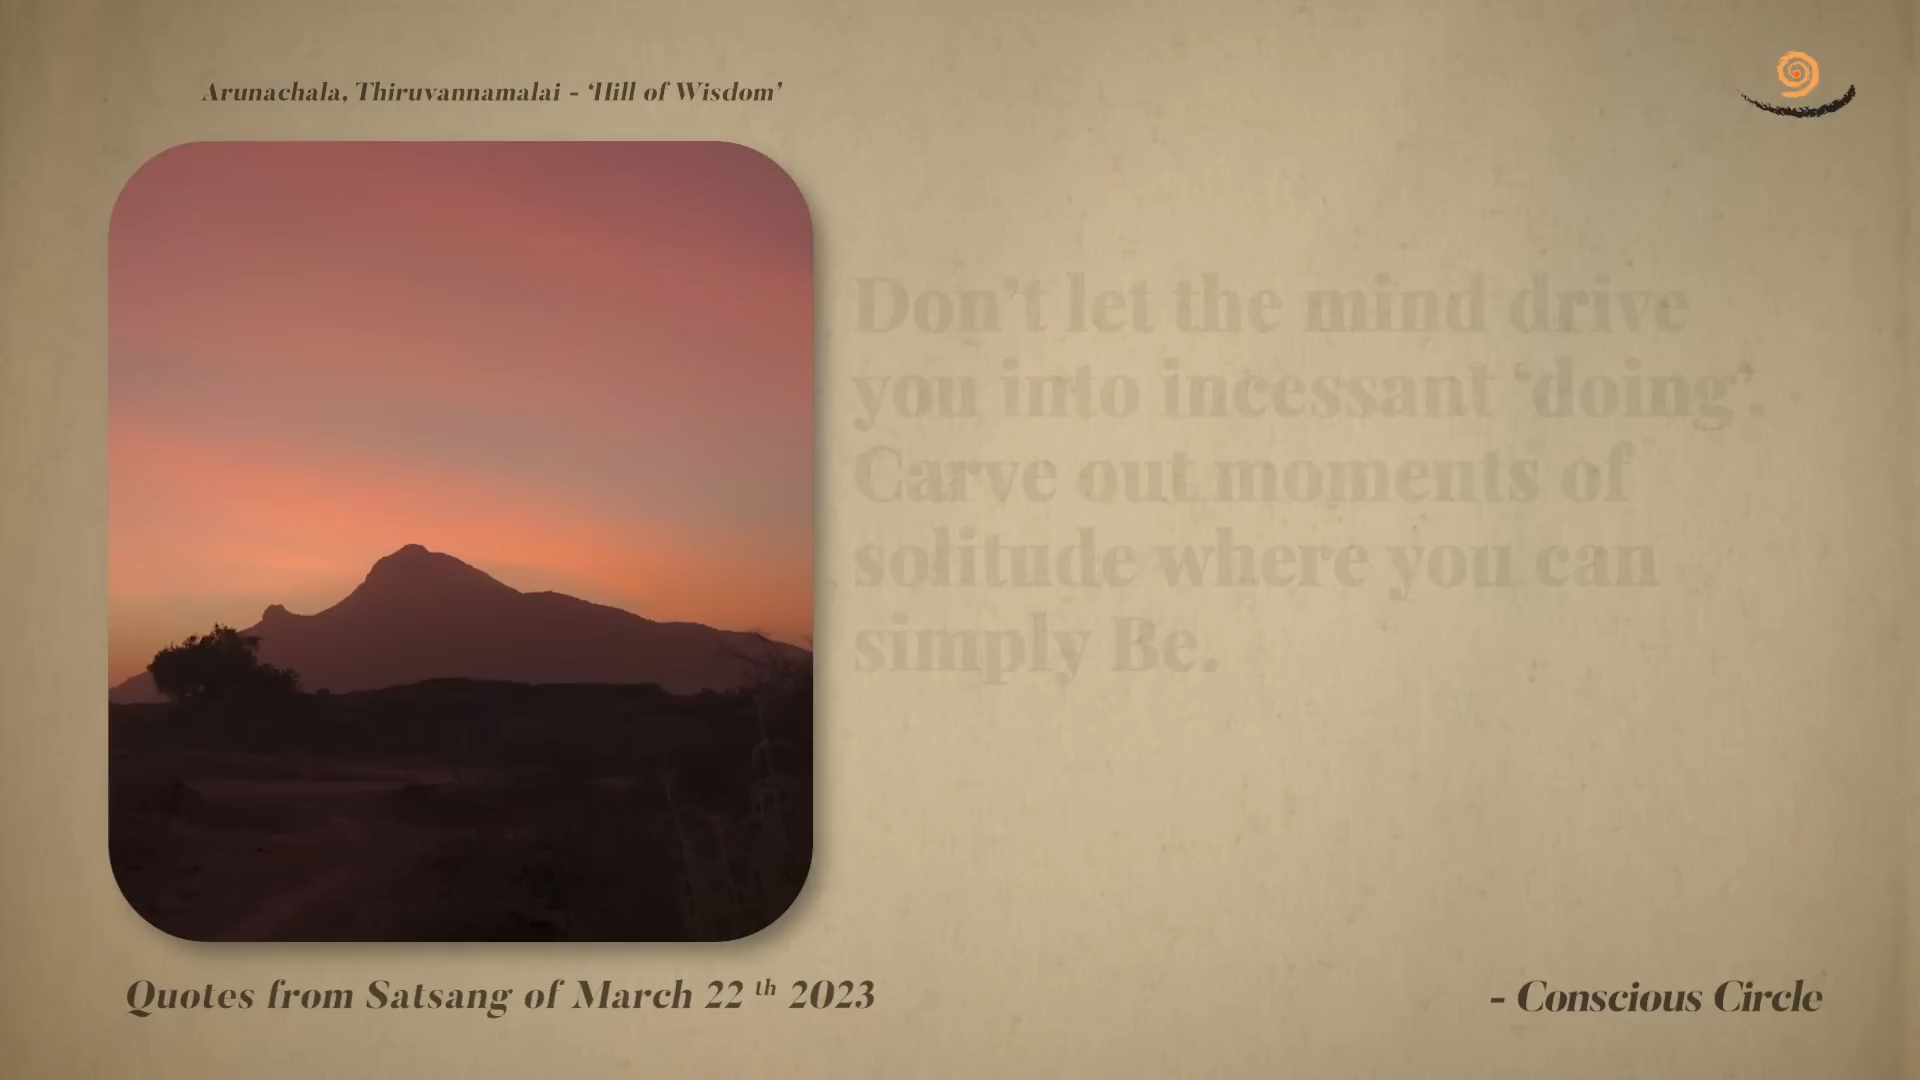 Arunachala, Thiruvannamalai - ‘Hill of Wisdom’
Don’t let the mind drive
you into incessant ‘doing’.
Carve out moments of
solitude where you can
simply Be.
Quotes from Satsang of March 22 th 2023
- Conscious Circle